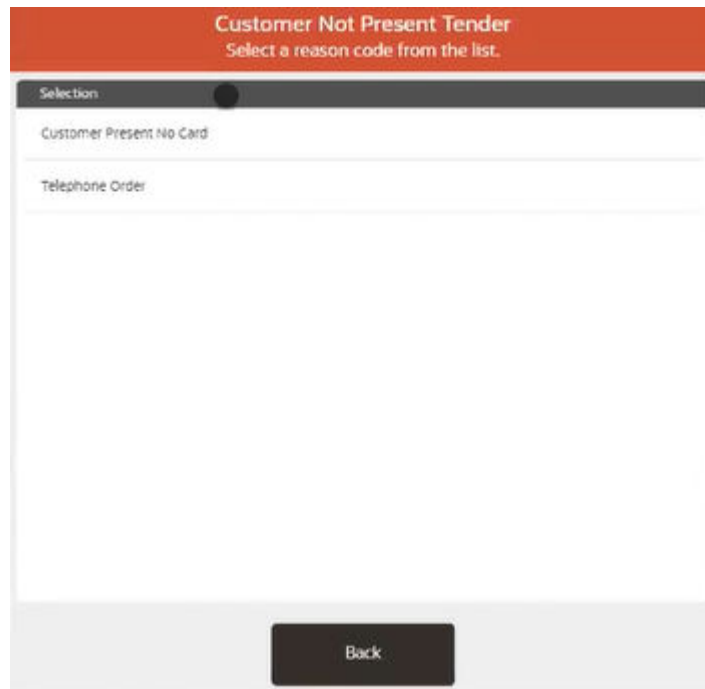 Customer Not Present Tender
Select a reason code from the list.
Selection
Customer Present No Card
Telephone Order
Back